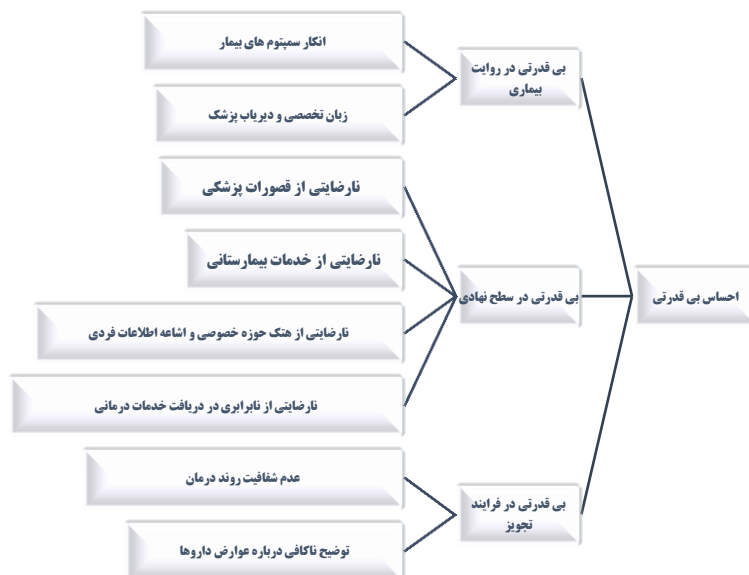 احساس بی قدرتی
بی قدرتی در روایت
بیماری
انکار سمپتوم های بیمار
زبان تخصصی و دیریاب پزشک
بی قدرتی در سطح نهادی
نارضایتی از قصورات پزشکی
نارضایتی از خدمات بیمارستانی
نارضایتی از هتک حوزه خصوصی و اشاعه اطلاعات فردی
نارضایتی از نابرابری در دریافت خدمات درمانی
بی قدرتی در فرایند
تجویز
عدم شفافیت روند درمان
توضیح ناکافی درباره عوارض داروها